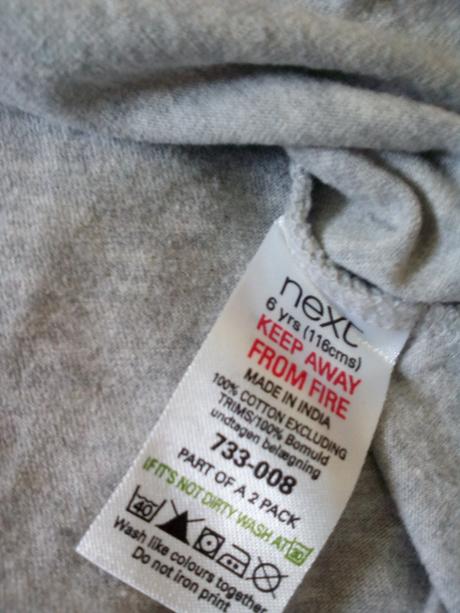 next
6 yrs (116cms)
KEEP AWAY
FROM FIRE
MADE IN INDIA
100% COTTON EXCLUDING
TRIMS/100% Bomuld
undtagen belægning
733-008
PART OF A 2 PACK
IF IT'S NOT DIRTY WASH AT 30
40
Wash like colours together
Do not iron print